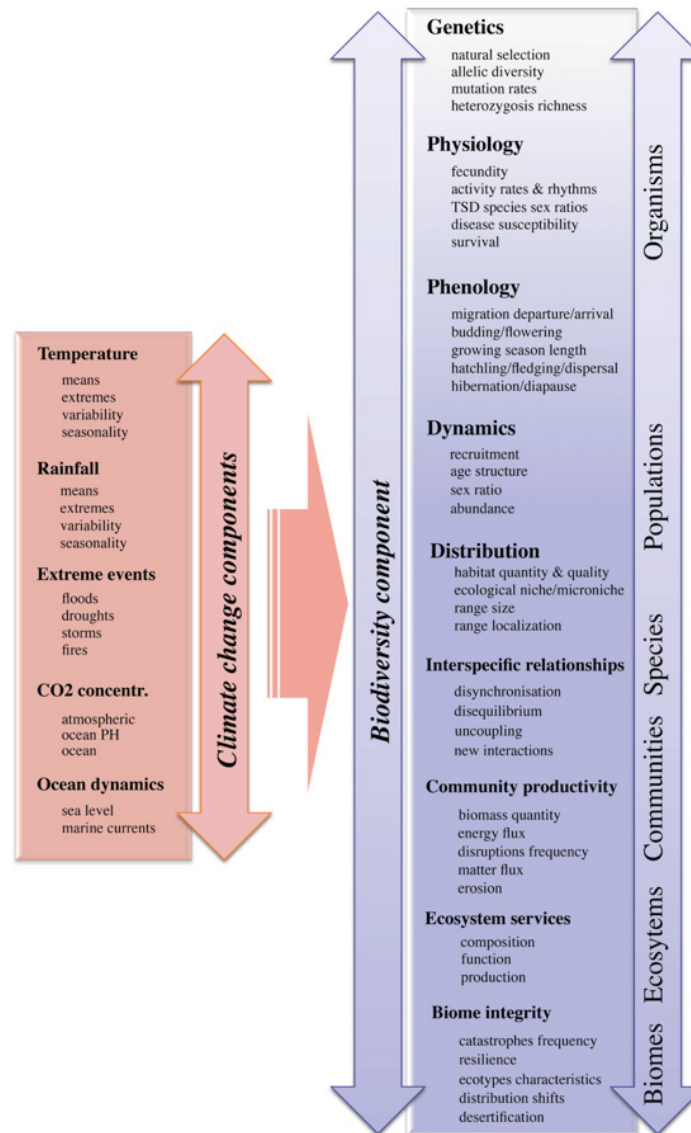 Temperature
means
extremes
variability
seasonality
Rainfall
means
extremes
variability
seasonality
Extreme events
floods
droughts
storms
fires
CO2 concentr.
atmospheric
ocean PH
ocean
Ocean dynamics
sea level
marine currents
Climate change components
Biodiversity component
Genetics
natural selection
allelic diversity
mutation rates
heterozygosis richness
Physiology
fecundity
activity rates & rhythms
TSD species sex ratios
disease susceptibility
survival
Phenology
migration departure/arrival
budding/flowering
growing season length
hatchling/fledging/dispersal
hibernation/diapause
Dynamics
recruitment
age structure
sex ratio
abundance
Distribution
habitat quantity & quality
ecological niche/microniche
range size
range localization
Interspecific relationships
disynchronisation
disequilibrium
uncoupling
new interactions
Community productivity
biomass quantity
energy flux
disruptions frequency
matter flux
erosion
Ecosystem services
composition
function
production
Biome integrity
catastrophes frequency
resilience
ecotypes characteristics
distribution shifts
desertification
Organisms
Populations
Species
Communities
Ecosytems
Biomes